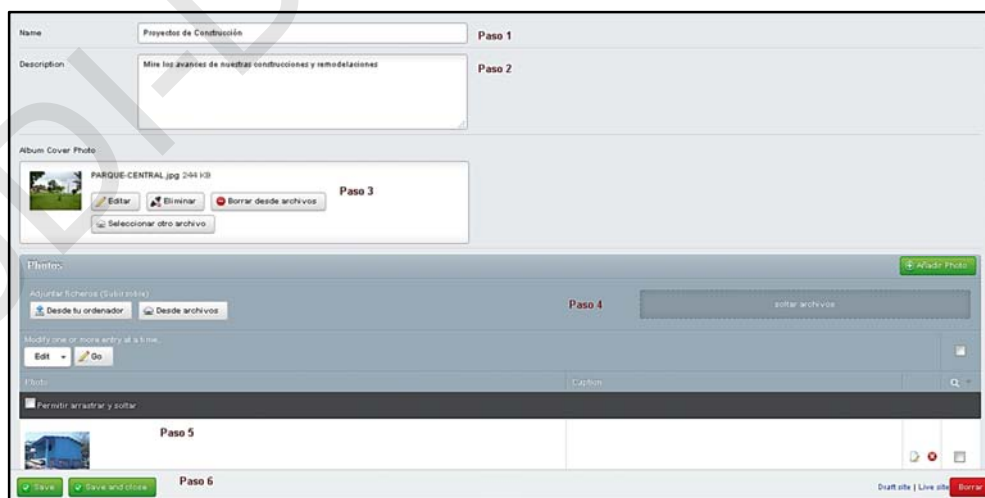 Name
Proyectos de Construcción
Paso 1
Description
Mire los avances de nuestras construcciones y remodelaciones
Paso 2
Album Cover Photo
PARQUE-CENTRAL.jpg 244 KB
Editar
Eliminar
Borrar desde archivos
Paso 3
Seleccionar otro archivo
Photos
Añadir Photo
Adjuntar ficheros
Desde tu ordenador
Desde archivos
Paso 4
soltar archivos
Modify one or more entry at a time.
Edit
Go
Photo
Caption
Permitir arrastrar y soltar
Paso 5
Save
Save and close
Paso 6
Draft site | Live site
Borrar